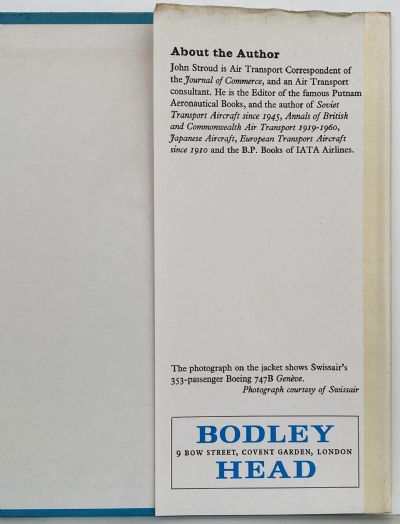 About the Author
John Stroud is Air Transport Correspondent of
the Journal of Commerce, and an Air Transport
consultant. He is the Editor of the famous Putnam
Aeronautical Books, and the author of Soviet
Transport Aircraft since 1945, Annals of British
and Commonwealth Air Transport 1919-1960,
Japanese Aircraft, European Transport Aircraft
since 1910 and the B.P. Books of IATA Airlines.
The photograph on the jacket shows Swissair's
353-passenger Boeing 747B Genève.
Photograph courtesy of Swissair
BODLEY
9 BOW STREET, COVENT GARDEN, LONDON
HEAD